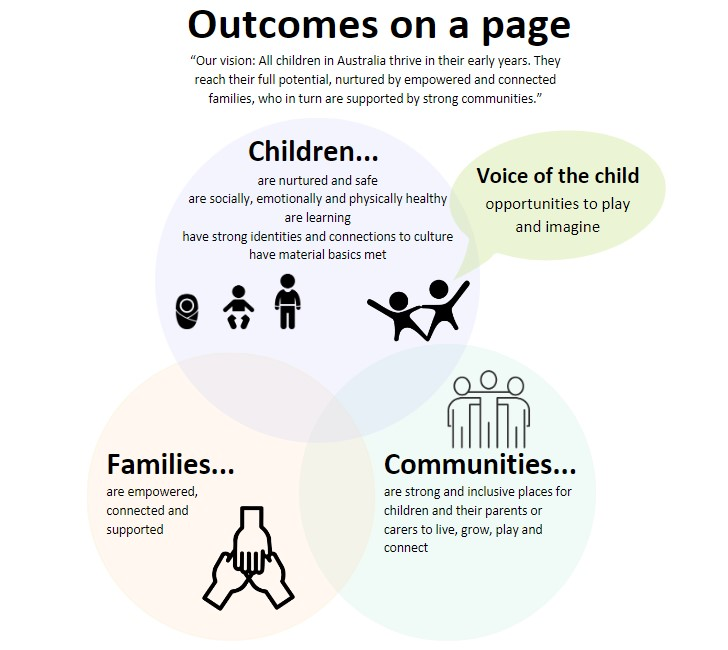 Outcomes on a page
“Our vision: All children in Australia thrive in their early years. They
reach their full potential, nurtured by empowered and connected
families, who in turn are supported by strong communities.”
Children...
are nurtured and safe
are socially, emotionally and physically healthy
are learning
have strong identities and connections to culture
have material basics met
Voice of the child
opportunities to play
and imagine
Families...
are empowered,
connected and
supported
Communities...
are strong and inclusive places for
children and their parents or
carers to live, grow, play and
connect